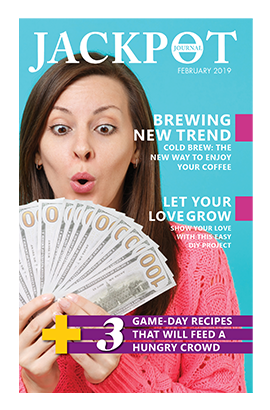 JACKPOT
JOURNAL
FEBRUARY 2019
BREWING
NEW TREND
COLD BREW: THE
NEW WAY TO ENJOY
YOUR COFFEE
LET YOUR
LOVE GROW
SHOW YOUR LOVE
WITH THIS EASY
DIY PROJECT
100
+3
GAME-DAY RECIPES
THAT WILL FEED A
HUNGRY CROWD